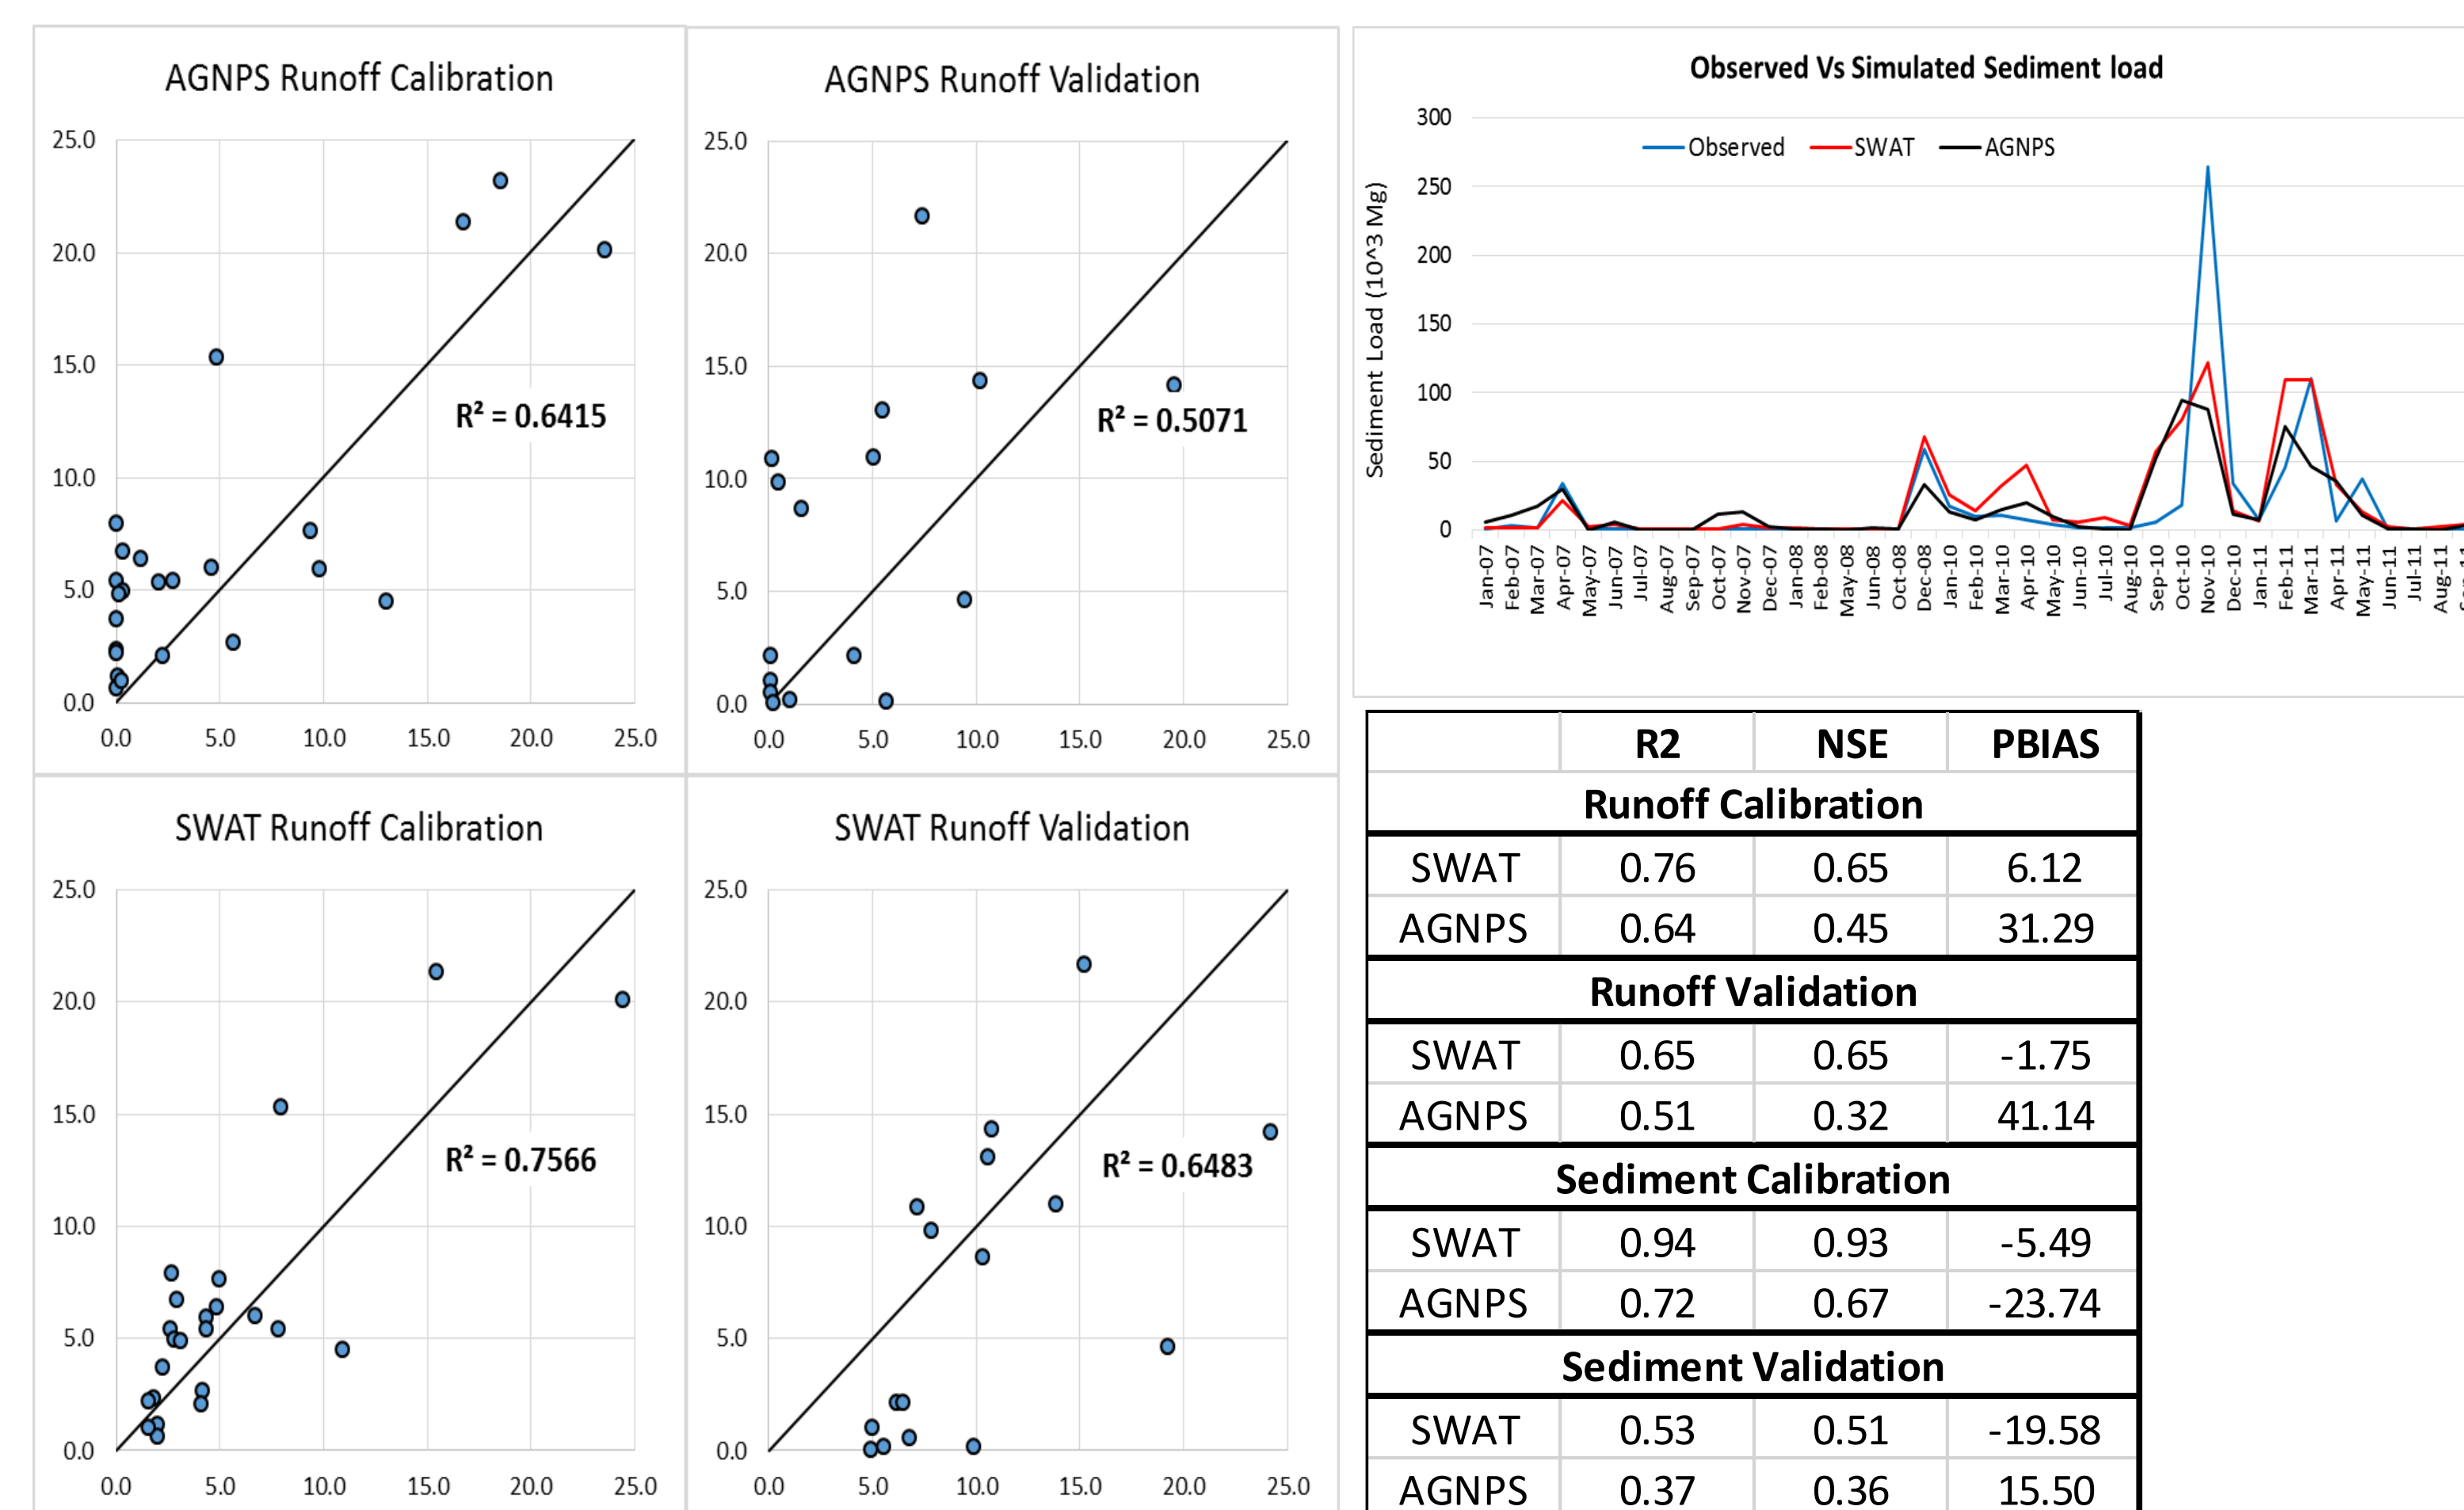 AGNPS Runoff Calibration
25.0
20.0
15.0
10.0
5.0
0.0
R² = 0.6415
0.0 5.0 10.0 15.0 20.0 25.0
AGNPS Runoff Validation
25.0
20.0
15.0
10.0
5.0
0.0
R² = 0.5071
0.0 5.0 10.0 15.0 20.0 25.0
SWAT Runoff Calibration
25.0
20.0
15.0
10.0
5.0
0.0
R² = 0.7566
0.0 5.0 10.0 15.0 20.0 25.0
SWAT Runoff Validation
25.0
20.0
15.0
10.0
5.0
0.0
R² = 0.6483
0.0 5.0 10.0 15.0 20.0 25.0
Observed Vs Simulated Sediment load
Observed SWAT AGNPS
Sediment Load (10^3 Mg)
300
250
200
150
100
50
0
Jan-07
Feb-07
Mar-07
Apr-07
May-07
Jun-07
Jul-07
Aug-07
Sep-07
Oct-07
Nov-07
Dec-07
Jan-08
Feb-08
May-08
Jun-08
Oct-08
Dec-08
Jan-10
Feb-10
Mar-10
Apr-10
May-10
Jun-10
Jul-10
Aug-10
Sep-10
Oct-10
Nov-10
Dec-10
Jan-11
Feb-11
Mar-11
Apr-11
May-11
Jun-11
Jul-11
Aug-11
R2 NSE PBIAS
Runoff Calibration
SWAT 0.76 0.65 6.12
AGNPS 0.64 0.45 31.29
Runoff Validation
SWAT 0.65 0.65 -1.75
AGNPS 0.51 0.32 41.14
Sediment Calibration
SWAT 0.94 0.93 -5.49
AGNPS 0.72 0.67 -23.74
Sediment Validation
SWAT 0.53 0.51 -19.58
AGNPS 0.37 0.36 15.50